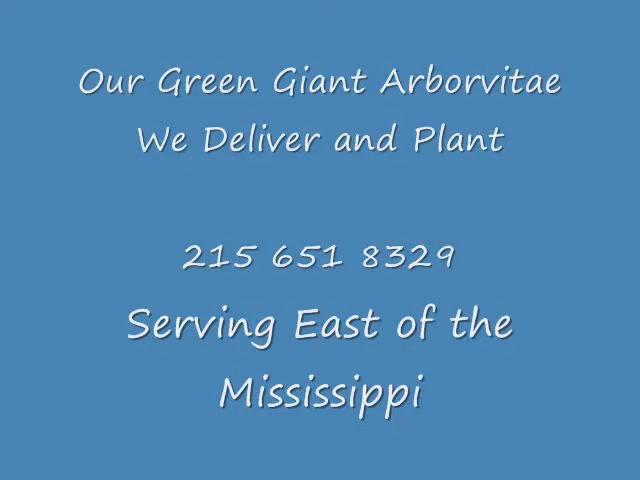 Our Green Giant Arborvitae
We Deliver and Plant
215 651 8329
Serving East of the
Mississippi